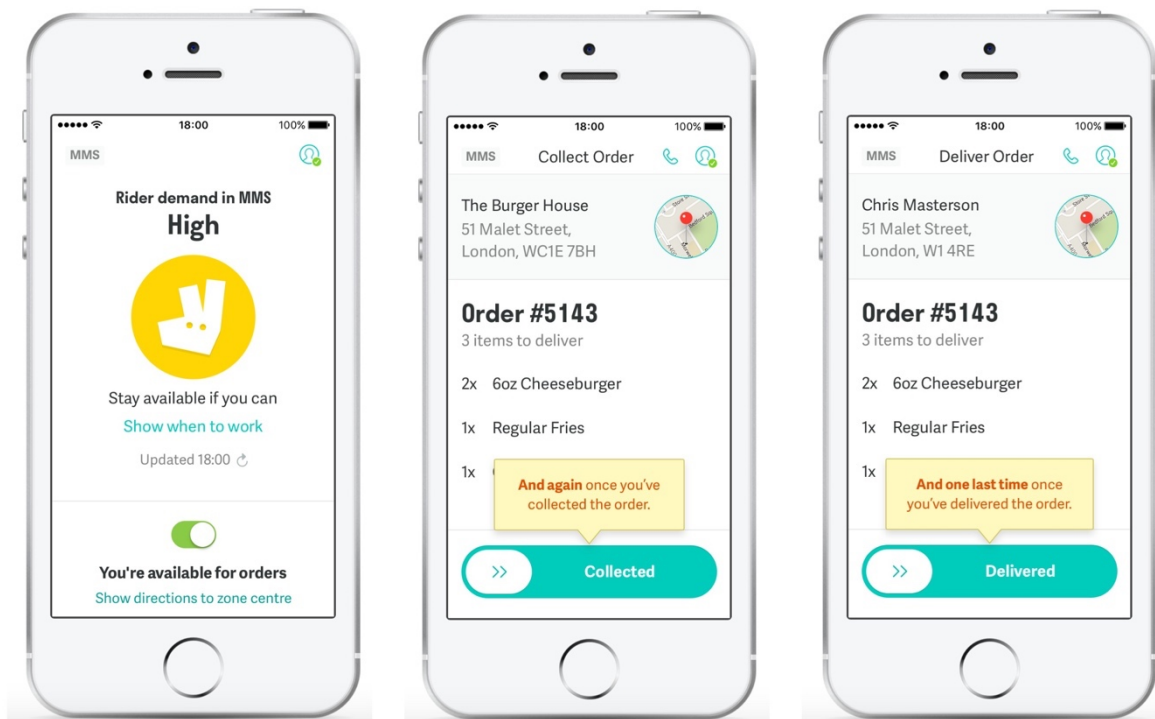 18:00
100%
MMS
Rider demand in MMS
High
Stay available if you can
Show when to work
Updated 18:00
You're available for orders
Show directions to zone centre
18:00
100%
MMS
Collect Order
The Burger House
51 Malet Street,
London, WC1E 7BH
Order #5143
3 items to deliver
2x 6oz Cheeseburger
1x Regular Fries
1x
And again once you've
collected the order.
>> Collected
18:00
100%
MMS
Deliver Order
Chris Masterson
51 Malet Street,
London, W1 4RE
Order #5143
3 items to deliver
2x 6oz Cheeseburger
1x Regular Fries
1x
And one last time once
you've delivered the order.
>> Delivered